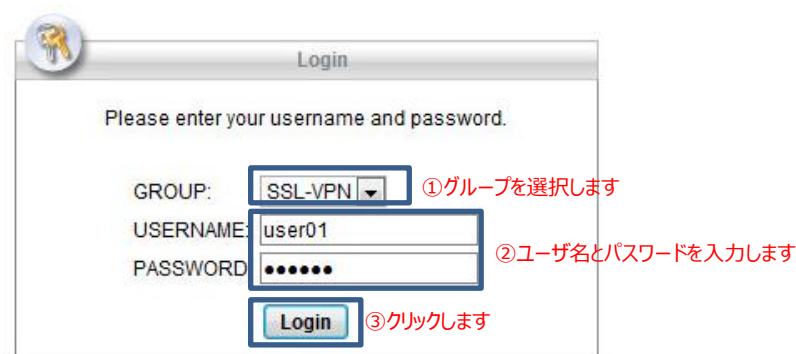 Login
Please enter your username and password.
GROUP: SSL-VPN ①グループを選択します
USERNAME: user01
②ユーザ名とパスワードを入力します
PASSWORD ●●●●●●
Login ③クリックします